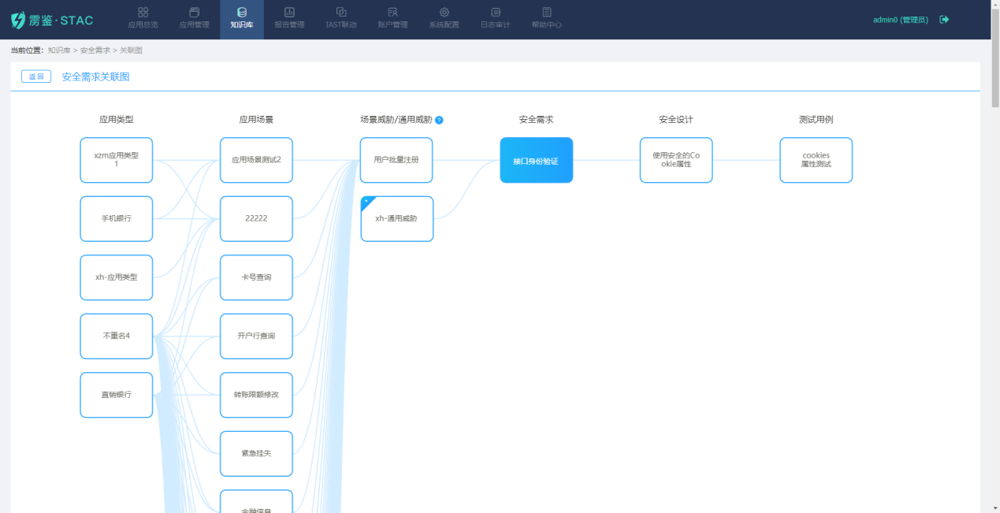 雳鉴·STAC
应用总览
应用管理
知识库
报告管理
IAST联动
账户管理
系统配置
日志审计
帮助中心
admin0 (管理员)
当前位置: 知识库 > 安全需求 > 关联图
返回
安全需求关联图
应用类型
应用场景
场景威胁/通用威胁 ?
安全需求
安全设计
测试用例
xzm应用类型
1
应用场景测试2
用户批量注册
接口身份验证
使用安全的Co
okie属性
cookies
属性测试
手机银行
22222
xh-通用威胁
xh-应用类型
卡号查询
不重名4
开户行查询
直销银行
转账限额修改
紧急挂失
金融信息